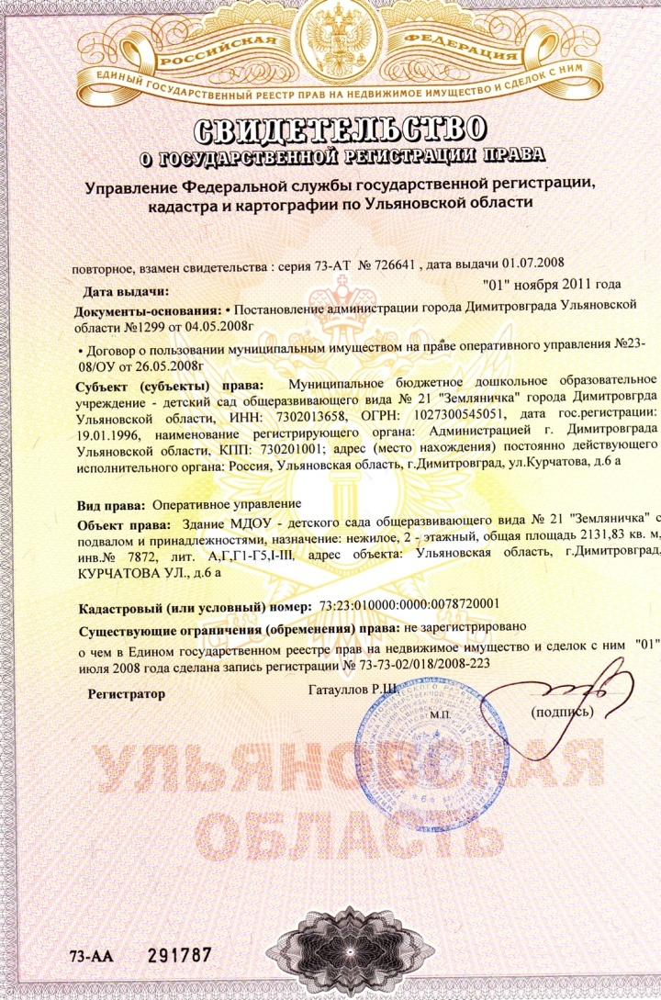 РОССИЙСКАЯ ФЕДЕРАЦИЯ
ЕДИНЫЙ ГОСУДАРСТВЕННЫЙ РЕЕСТР ПРАВ НА НЕДВИЖИМОЕ ИМУЩЕСТВО И СДЕЛОК С НИМ
СВИДЕТЕЛЬСТВО
О ГОСУДАРСТВЕННОЙ РЕГИСТРАЦИИ ПРАВА
Управление Федеральной службы государственной регистрации,
кадастра и картографии по Ульяновской области
повторное, взамен свидетельства : серия 73-АТ № 726641 , дата выдачи 01.07.2008
Дата выдачи: "01" ноября 2011 года
Документы-основания: • Постановление администрации города Димитровграда Ульяновской
области №1299 от 04.05.2008г
• Договор о пользовании муниципальным имуществом на праве оперативного управления №23-
08/ОУ от 26.05.2008г
Субъект (субъекты) права: Муниципальное бюджетное дошкольное образовательное
учреждение - детский сад общеразвивающего вида № 21 "Земляничка" города Димитровгрда
Ульяновской области, ИНН: 7302013658, ОГРН: 1027300545051, дата гос.регистрации:
19.01.1996, наименование регистрирующего органа: Администрацией г. Димитровграда
Ульяновской области, КПП: 730201001; адрес (место нахождения) постоянно действующего
исполнительного органа: Россия, Ульяновская область, г.Димитровград, ул.Курчатова, д.6 а
Вид права: Оперативное управление
Объект права: Здание МДОУ - детского сада общеразвивающего вида № 21 "Земляничка" с
подвалом и принадлежностями, назначение: нежилое, 2 - этажный, общая площадь 2131,83 кв. м,
инв.№ 7872, лит. А,Г,Г1-Г5,I-III, адрес объекта: Ульяновская область, г.Димитровград,
КУРЧАТОВА УЛ., д.6 а
Кадастровый (или условный) номер: 73:23:010000:0000:0078720001
Существующие ограничения (обременения) права: не зарегистрировано
о чем в Едином государственном реестре прав на недвижимое имущество и сделок с ним "01"
июля 2008 года сделана запись регистрации № 73-73-02/018/2008-223
Регистратор Гатауллов Р.Ш.
М.П. (подпись)
УЛЬЯНОВСКАЯ
ОБЛАСТЬ
73-АА 291787